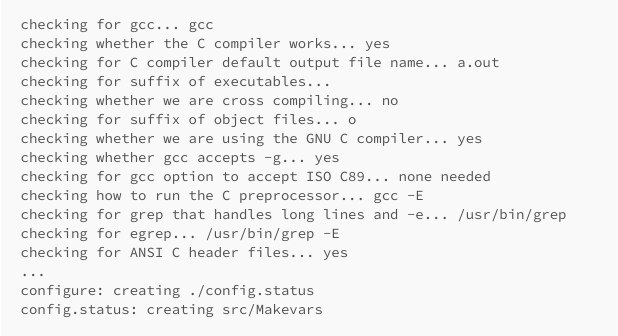 checking for gcc... gcc
checking whether the C compiler works... yes
checking for C compiler default output file name... a.out
checking for suffix of executables...
checking whether we are cross compiling... no
checking for suffix of object files... o
checking whether we are using the GNU C compiler... yes
checking whether gcc accepts -g... yes
checking for gcc option to accept ISO C89... none needed
checking how to run the C preprocessor... gcc -E
checking for grep that handles long lines and -e... /usr/bin/grep
checking for egrep... /usr/bin/grep -E
checking for ANSI C header files... yes
...
configure: creating ./config.status
config.status: creating src/Makevars